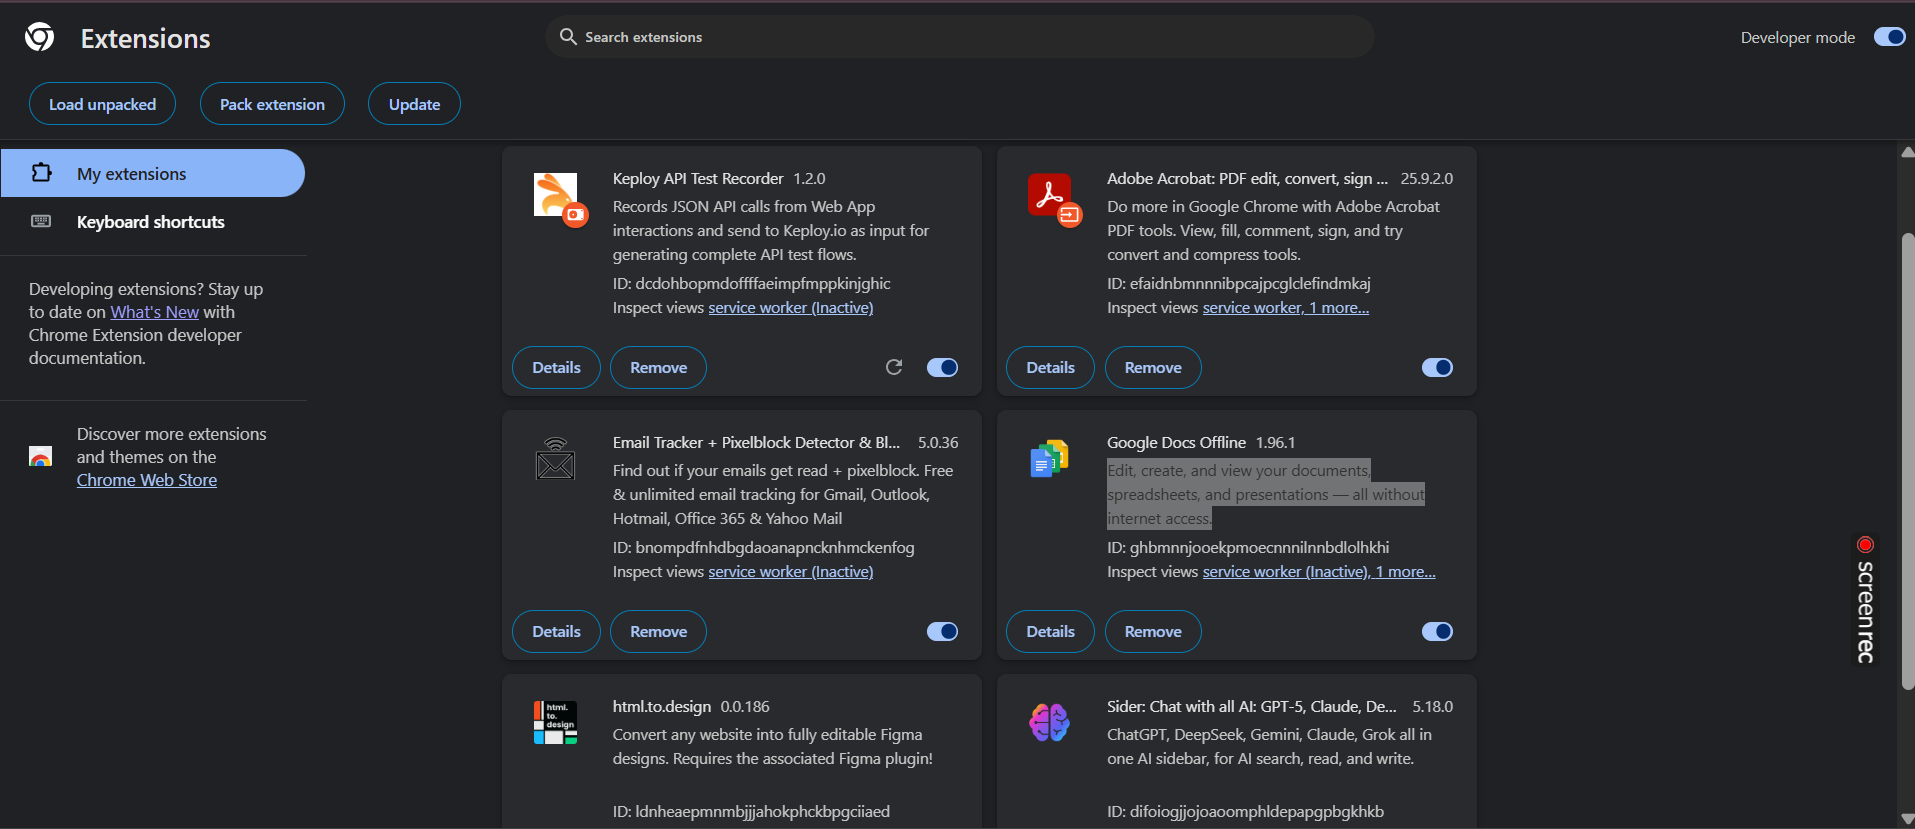 Extensions
Search extensions
Developer mode
Load unpacked
Pack extension
Update
My extensions
Keyboard shortcuts
Developing extensions? Stay up
to date on What's New with
Chrome Extension developer
documentation.
Discover more extensions
and themes on the
Chrome Web Store
Keploy API Test Recorder 1.2.0
Records JSON API calls from Web App
interactions and send to Keploy.io as input for
generating complete API test flows.
ID: dcdohbopmdoffffaeimpfmppkinjghic
Inspect views service worker (Inactive)
Details
Remove
Adobe Acrobat: PDF edit, convert, sign ... 25.9.2.0
Do more in Google Chrome with Adobe Acrobat
PDF tools. View, fill, comment, sign, and try
convert and compress tools.
ID: efaidnbmnnnibpcajpcglclefindmkaj
Inspect views service worker, 1 more...
Details
Remove
Email Tracker + Pixelblock Detector & Bl... 5.0.36
Find out if your emails get read + pixelblock. Free
& unlimited email tracking for Gmail, Outlook,
Hotmail, Office 365 & Yahoo Mail
ID: bnompdfnhdbgdaoanapncknhmckenfog
Inspect views service worker (Inactive)
Details
Remove
Google Docs Offline 1.96.1
Edit, create, and view your documents,
spreadsheets, and presentations — all without
internet access.
ID: ghbmnnjooekpmoecnnnilnnbdlolhkhi
Inspect views service worker (Inactive), 1 more...
Details
Remove
html.
to.
design
html.to.design 0.0.186
Convert any website into fully editable Figma
designs. Requires the associated Figma plugin!
ID: ldnheaepmnmbjjjahokphckbpgciiaed
Sider: Chat with all AI: GPT-5, Claude, De... 5.18.0
ChatGPT, DeepSeek, Gemini, Claude, Grok all in
one AI sidebar, for AI search, read, and write.
ID: difoiogjjojoaoomphldepapgpbgkhkb
screenrec